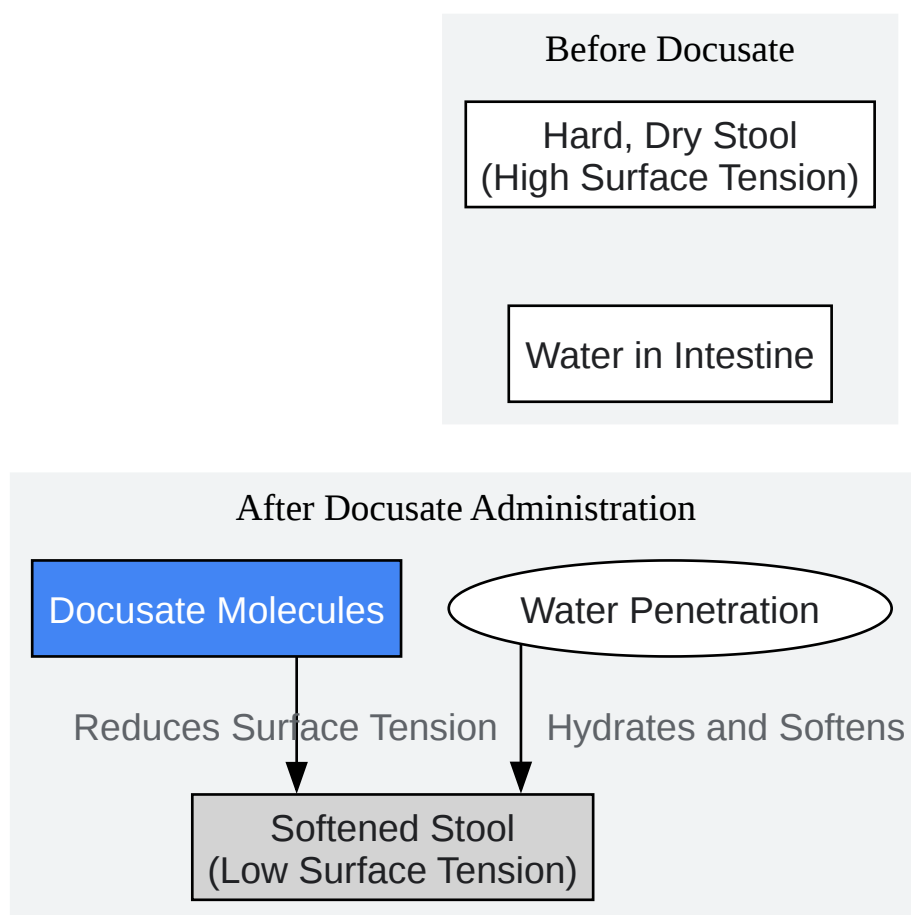 Before Docusate
Hard, Dry Stool
(High Surface Tension)
Water in Intestine
After Docusate Administration
Docusate Molecules
Water Penetration
Reduces Surface Tension
Hydrates and Softens
Softened Stool
(Low Surface Tension)